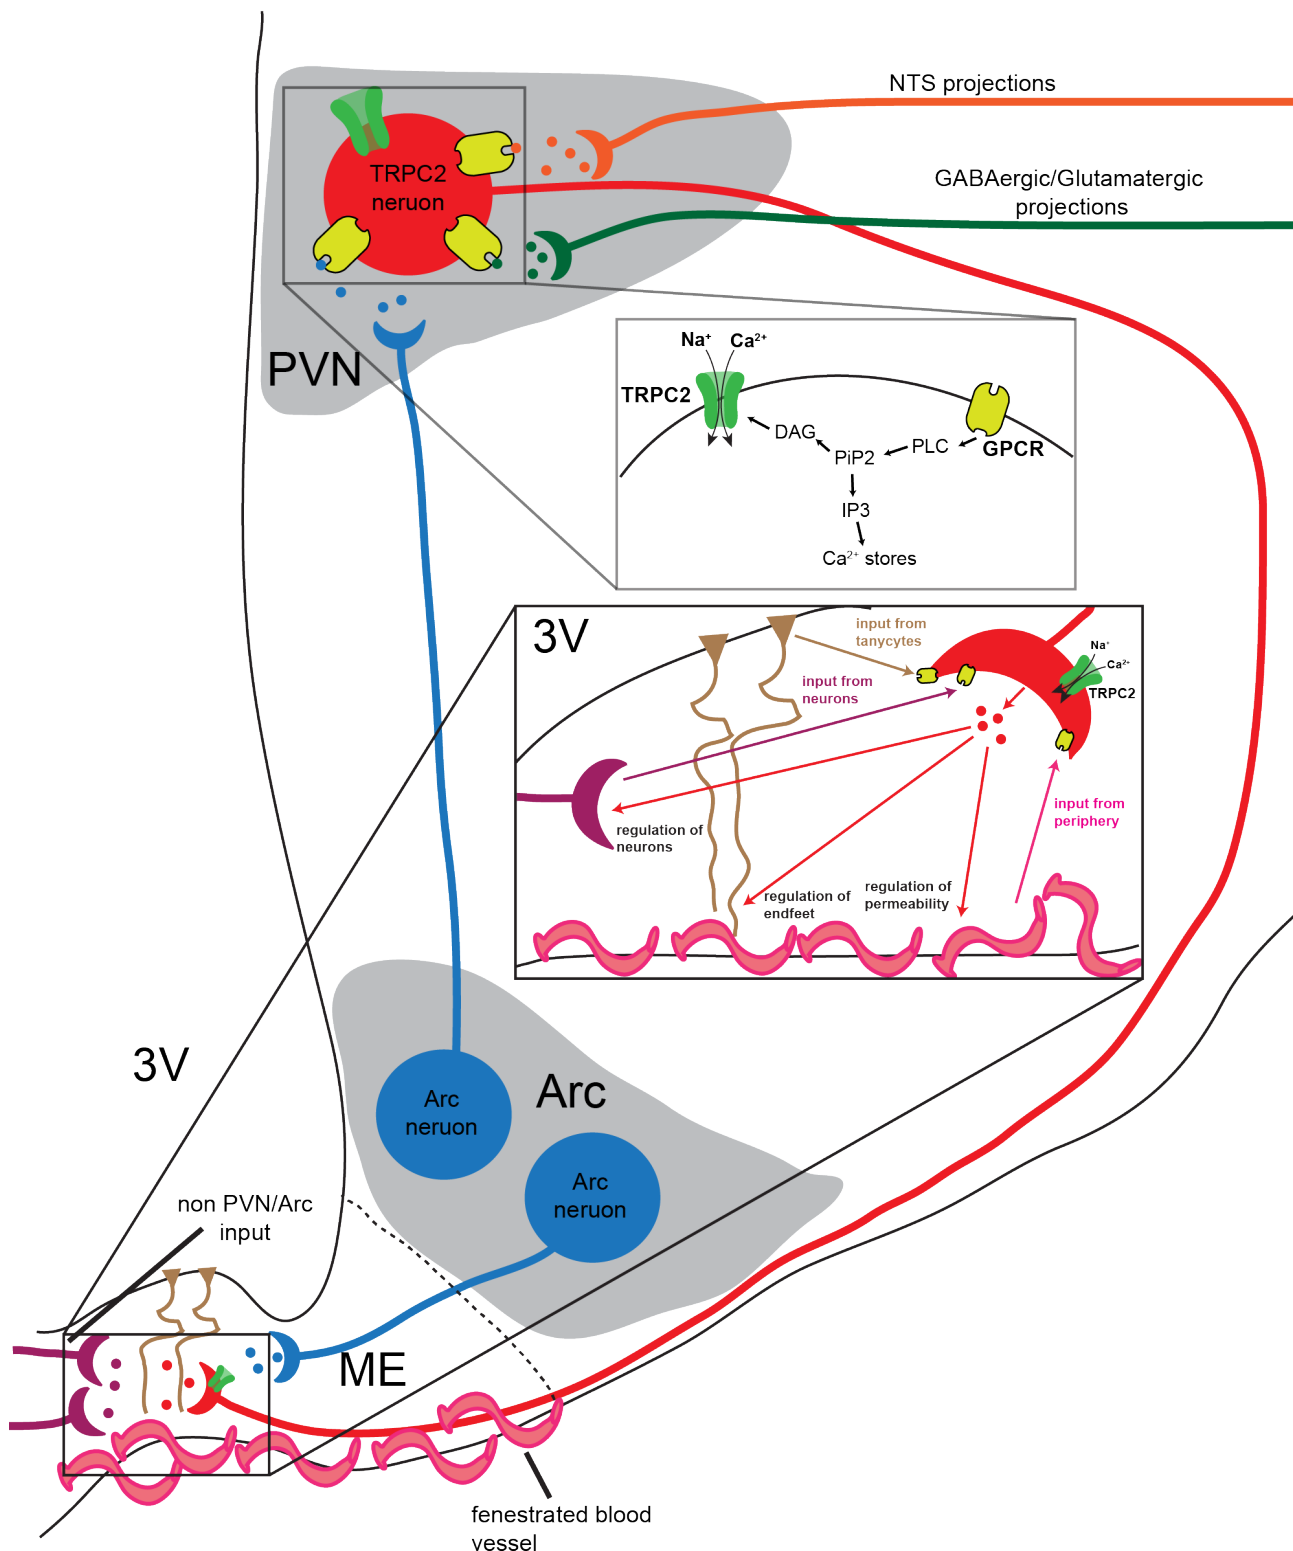 NTS projections
TRPC2
neruon
GABAergic/Glutamatergic
projections
PVN
Na⁺ Ca²⁺
TRPC2
DAG
PiP2
PLC
GPCR
IP3
Ca²⁺ stores
3V
input from
tanycytes
input from
neurons
Na⁺
Ca²⁺
TRPC2
input from
periphery
regulation of
neurons
regulation of
endfeet
regulation of
permeability
3V
Arc
Arc
neruon
Arc
neruon
non PVN/Arc
input
ME
fenestrated blood
vessel